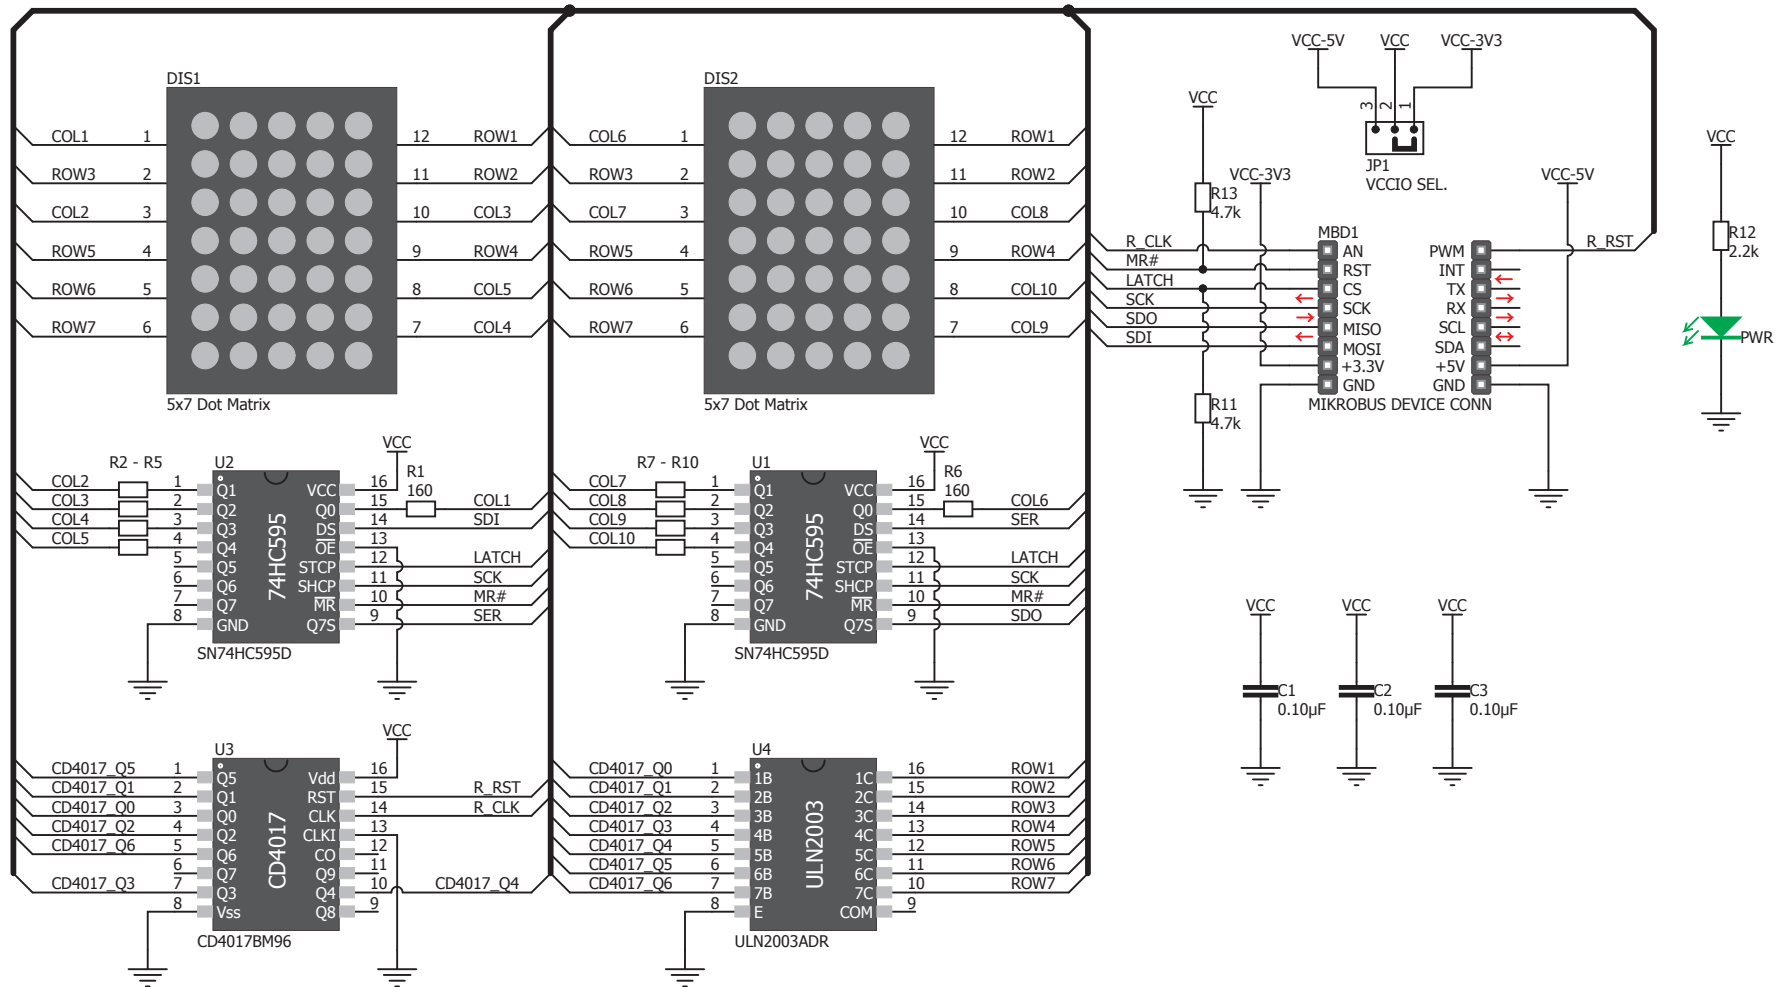 DIS1
COL1 1
ROW3 2
COL2 3
ROW5 4
ROW6 5
ROW7 6
12 ROW1
11 ROW2
10 COL3
9 ROW4
8 COL5
7 COL4
5x7 Dot Matrix
DIS2
COL6 1
ROW3 2
COL7 3
ROW5 4
ROW6 5
ROW7 6
12 ROW1
11 ROW2
10 COL8
9 ROW4
8 COL10
7 COL9
5x7 Dot Matrix
VCC-5V VCC VCC-3V3
3 2 1
JP1
VCCIO SEL.
VCC
R13
4.7k
VCC-3V3
VCC-5V
MBD1
R_CLK AN
MR# RST
LATCH CS
SCK SCK
SDO MISO
SDI MOSI
+3.3V
GND
PWM R_RST
INT
TX
RX
SCL
SDA
+5V
GND
MIKROBUS DEVICE CONN
R11
4.7k
VCC
R12
2.2k
PWR
R2 - R5
U2
VCC
R1
160
COL2 1 Q1
COL3 2 Q2
COL4 3 Q3
COL5 4 Q4
5 Q5
6 Q6
7 Q7
8 GND
74HC595
VCC 16
Q0 15 COL1
DS 14 SDI
OE 13
STCP 12 LATCH
SHCP 11 SCK
MR 10 MR#
Q7S 9 SER
SN74HC595D
R7 - R10
U1
VCC
R6
160
COL7 1 Q1
COL8 2 Q2
COL9 3 Q3
COL10 4 Q4
5 Q5
6 Q6
7 Q7
8 GND
74HC595
VCC 16
Q0 15 COL6
DS 14 SER
OE 13
STCP 12 LATCH
SHCP 11 SCK
MR 10 MR#
Q7S 9 SDO
SN74HC595D
VCC VCC VCC
C1
0.10µF
C2
0.10µF
C3
0.10µF
U3
VCC
CD4017_Q5 1 Q5
CD4017_Q1 2 Q1
CD4017_Q0 3 Q0
CD4017_Q2 4 Q2
CD4017_Q6 5 Q6
6 Q7
CD4017_Q3 7 Q3
8 Vss
CD4017
Vdd 16
RST 15 R_RST
CLK 14 R_CLK
CLKI 13
CO 12
Q9 11
Q4 10 CD4017_Q4
Q8 9
CD4017BM96
U4
CD4017_Q0 1 1B
CD4017_Q1 2 2B
CD4017_Q2 3 3B
CD4017_Q3 4 4B
CD4017_Q4 5 5B
CD4017_Q5 6 6B
CD4017_Q6 7 7B
8 E
ULN2003
1C 16 ROW1
2C 15 ROW2
3C 14 ROW3
4C 13 ROW4
5C 12 ROW5
6C 11 ROW6
7C 10 ROW7
COM 9
ULN2003ADR